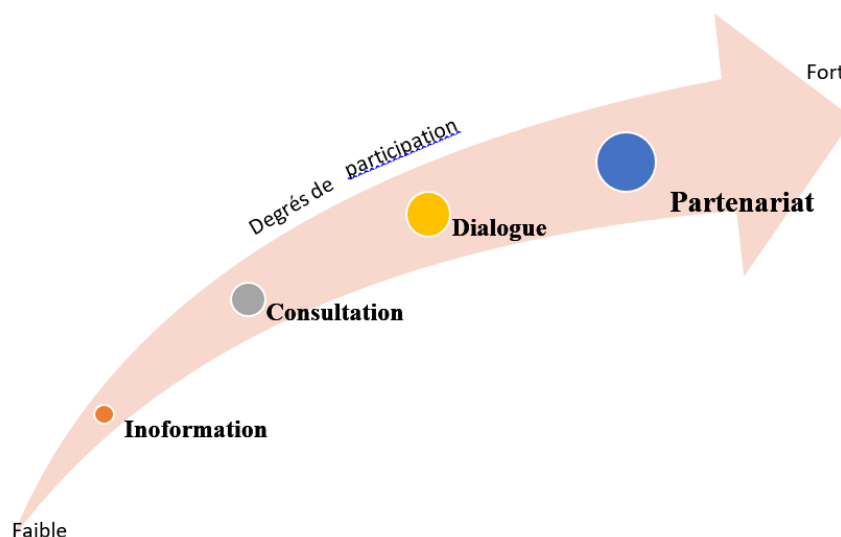 Fort
Degrés de participation
Partenariat
Dialogue
Consultation
Inoformation
Faible